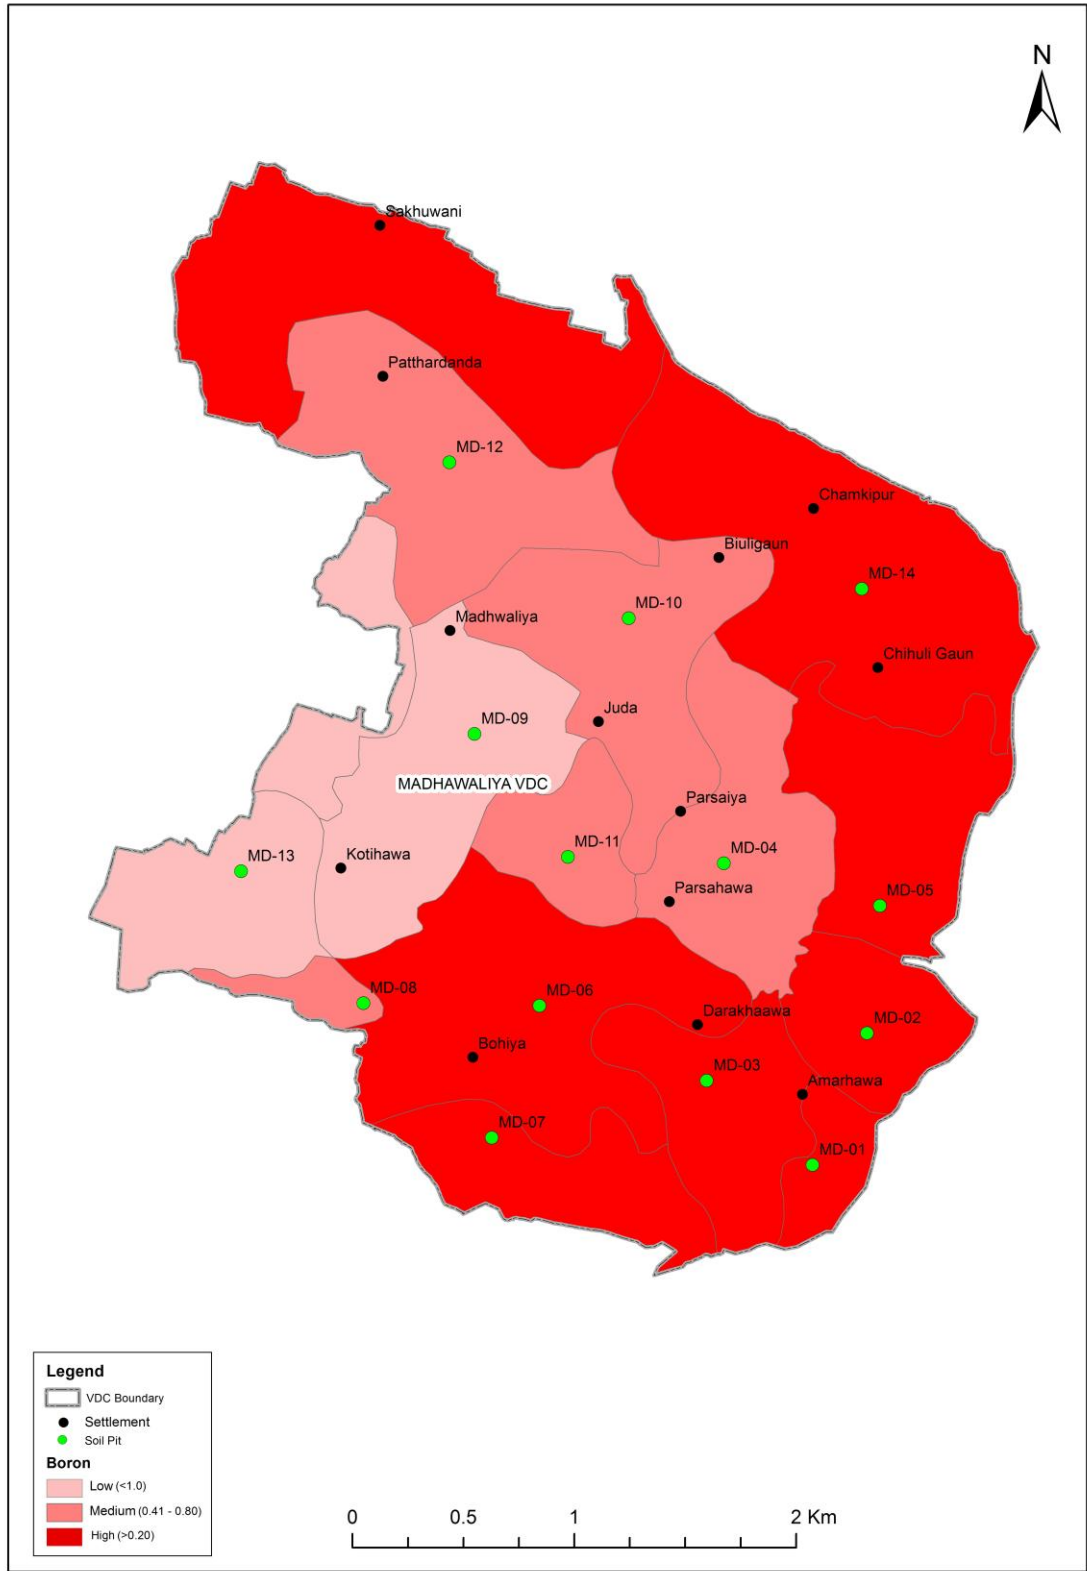 N
Sakhuwani
Patthardanda
MD-12
Chamkipur
Biuligaun
MD-14
MD-10
Madhwaliya
Chihuli Gaun
Juda
MD-09
MADHAWALIYA VDC
Parsaiya
MD-11
MD-04
MD-13
Kotihawa
Parsahawa
MD-05
MD-08
MD-06
Darakhaawa
MD-02
Bohiya
MD-03
Amarhawa
MD-07
MD-01
Legend
VDC Boundary
Settlement
Soil Pit
Boron
Low (<1.0)
Medium (0.41 - 0.80)
High (>0.20)
0 0.5 1 2 Km